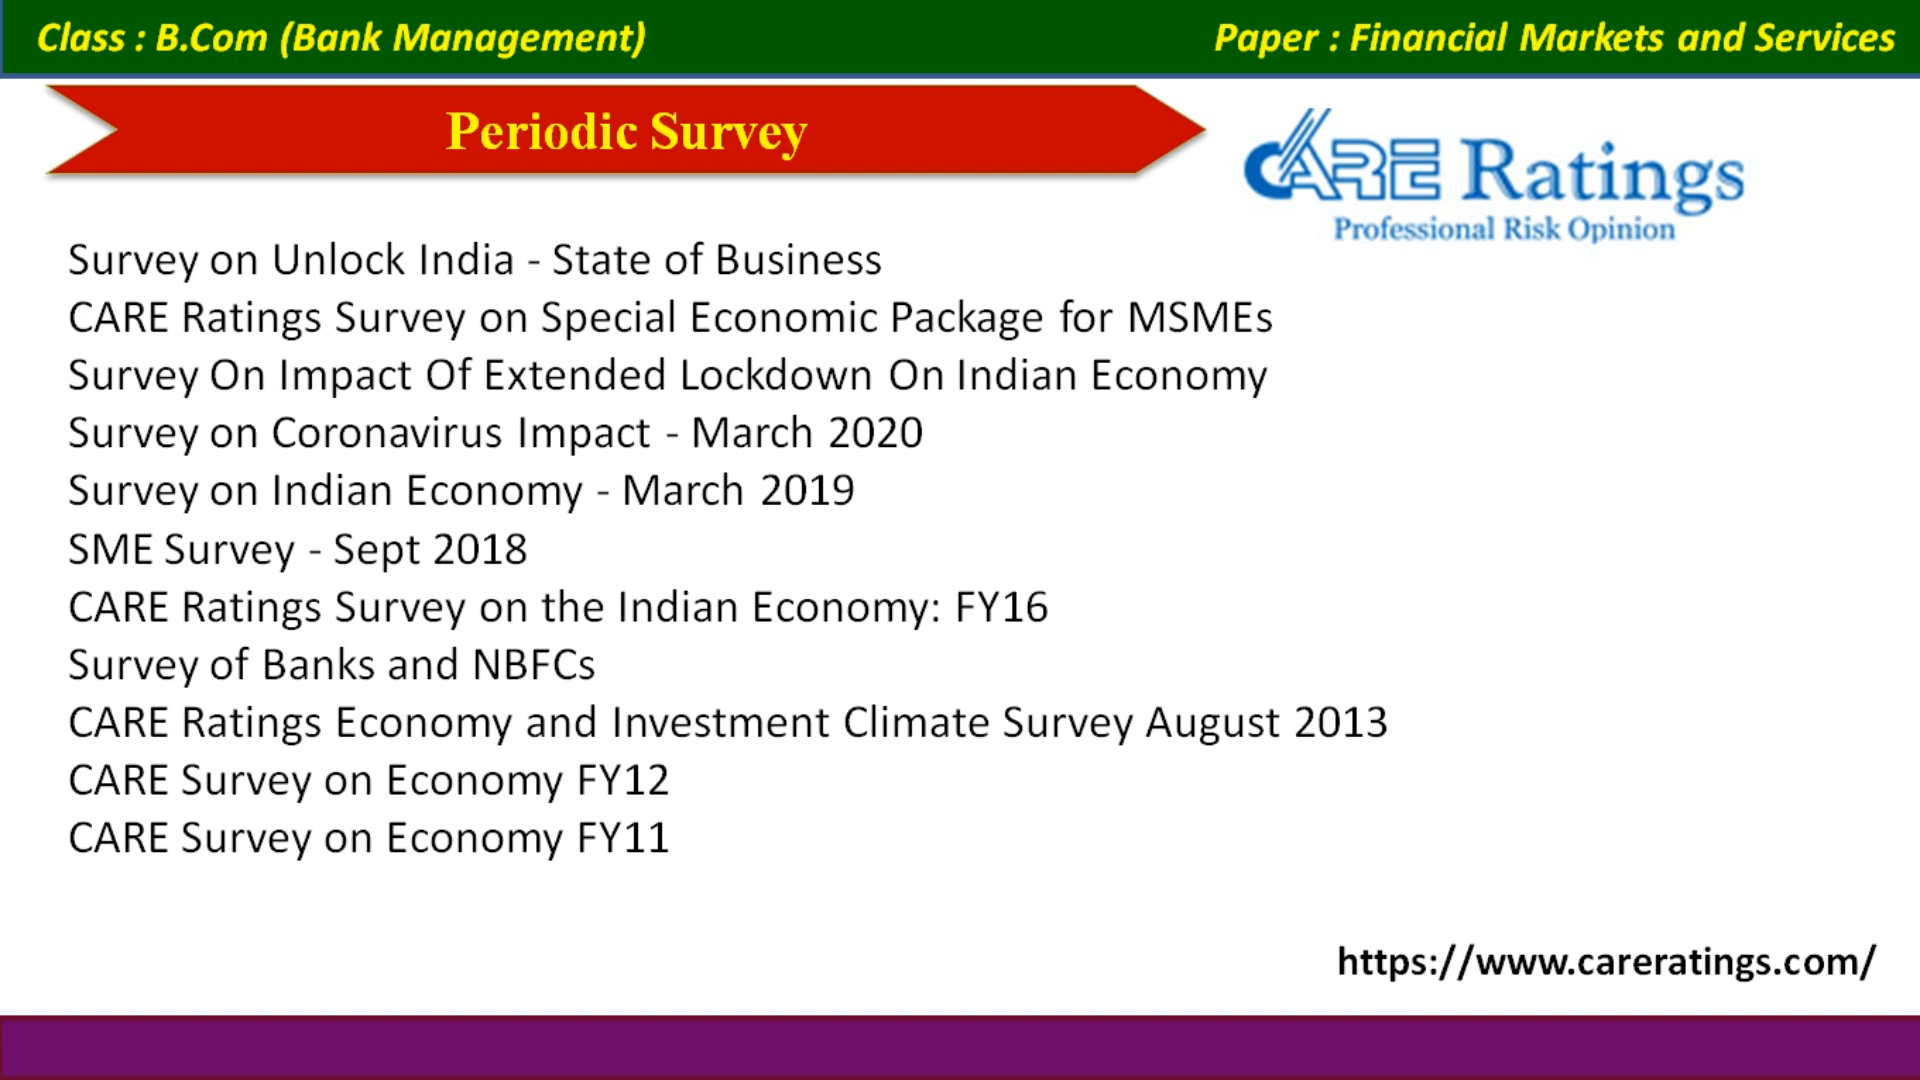 Class : B.Com (Bank Management)
Paper : Financial Markets and Services
Periodic Survey
CARE Ratings
Professional Risk Opinion
Survey on Unlock India - State of Business
CARE Ratings Survey on Special Economic Package for MSMEs
Survey On Impact Of Extended Lockdown On Indian Economy
Survey on Coronavirus Impact - March 2020
Survey on Indian Economy - March 2019
SME Survey - Sept 2018
CARE Ratings Survey on the Indian Economy: FY16
Survey of Banks and NBFCs
CARE Ratings Economy and Investment Climate Survey August 2013
CARE Survey on Economy FY12
CARE Survey on Economy FY11
https://www.careratings.com/